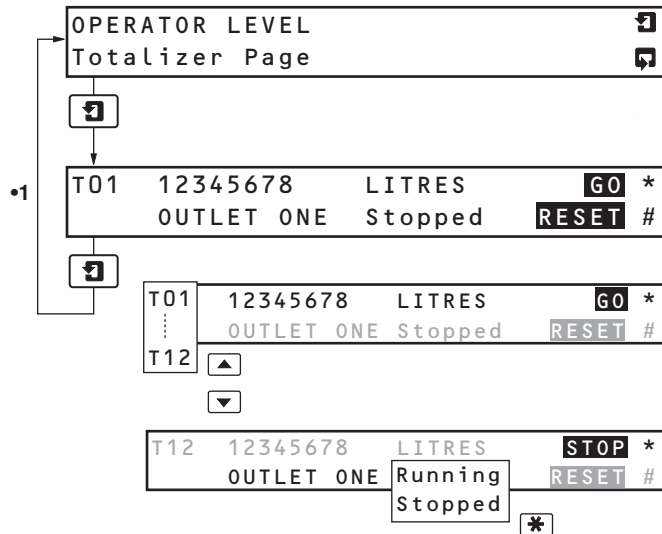 OPERATOR LEVEL
Totalizer Page
•1
T01 12345678 LITRES GO *
OUTLET ONE Stopped RESET #
T01 12345678 LITRES GO *
OUTLET ONE Stopped RESET #
T12
T12 12345678 LITRES STOP *
OUTLET ONE Running RESET #
Stopped
*